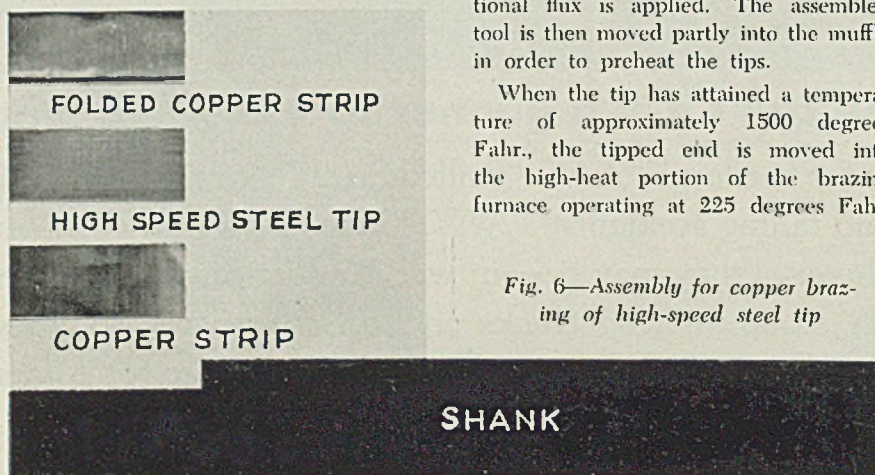 FOLDED COPPER STRIP
HIGH SPEED STEEL TIP
COPPER STRIP
SHANK
tional flux is applied. The assemble
tool is then moved partly into the muff
in order to preheat the tips.
When the tip has attained a tempera
ture of approximately 1500 degree
Fahr., the tipped end is moved int
the high-heat portion of the brazin
furnace operating at 225 degrees Fah
Fig. 6—Assembly for copper braz-
ing of high-speed steel tip